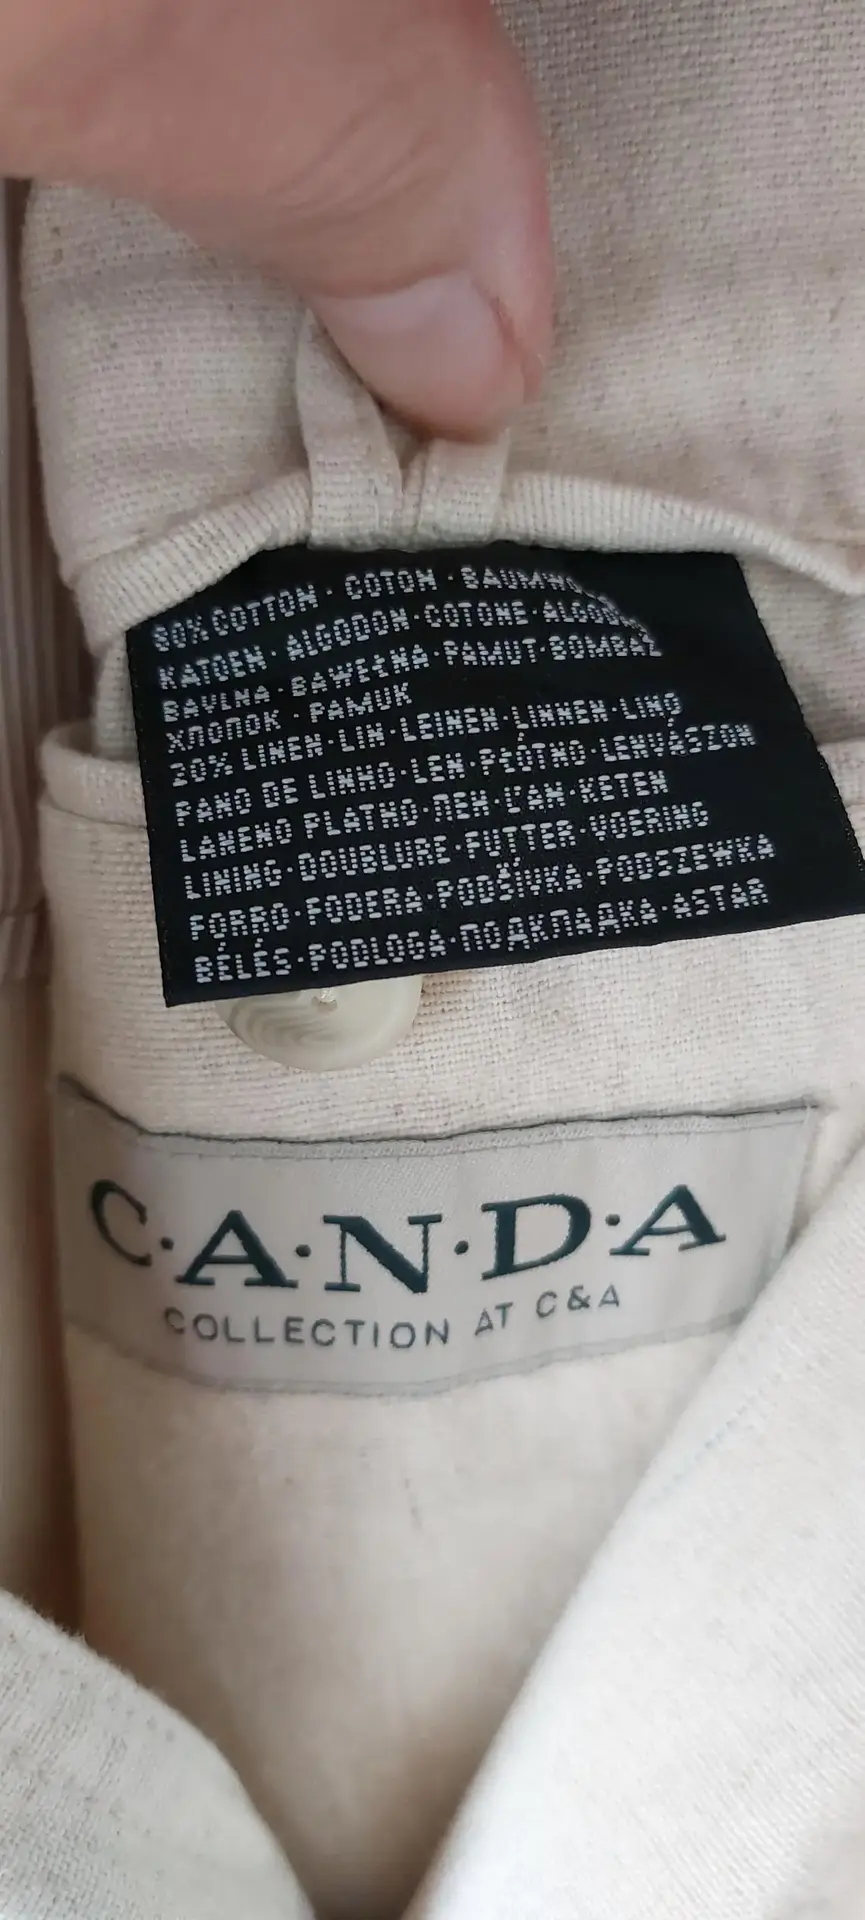 80% COTTON · COTON · BAUMWO
KATOEN · ALGODON · COTONE · ALGOD
BAVLNA · BAWEŁNA · PAMUT · BOMBAŽ
ХЛОПОК · PAMUK
20% LINEN · LIN · LEINEN · LINNEN · LINO
PANO DE LINHO · LEN · PŁÓTNO · LENVÁSZON
LANENO PLATNO · ЛЕН · L'AN · KETEN
LINING · DOUBLURE · FUTTER · VOERING
FORRO · FODERA · PODŠÍVKA · PODSZEWKA
BÉLÉS · PODLOGA · ПОДКЛАДКА · ASTAR
C·A·N·D·A
COLLECTION AT C&A